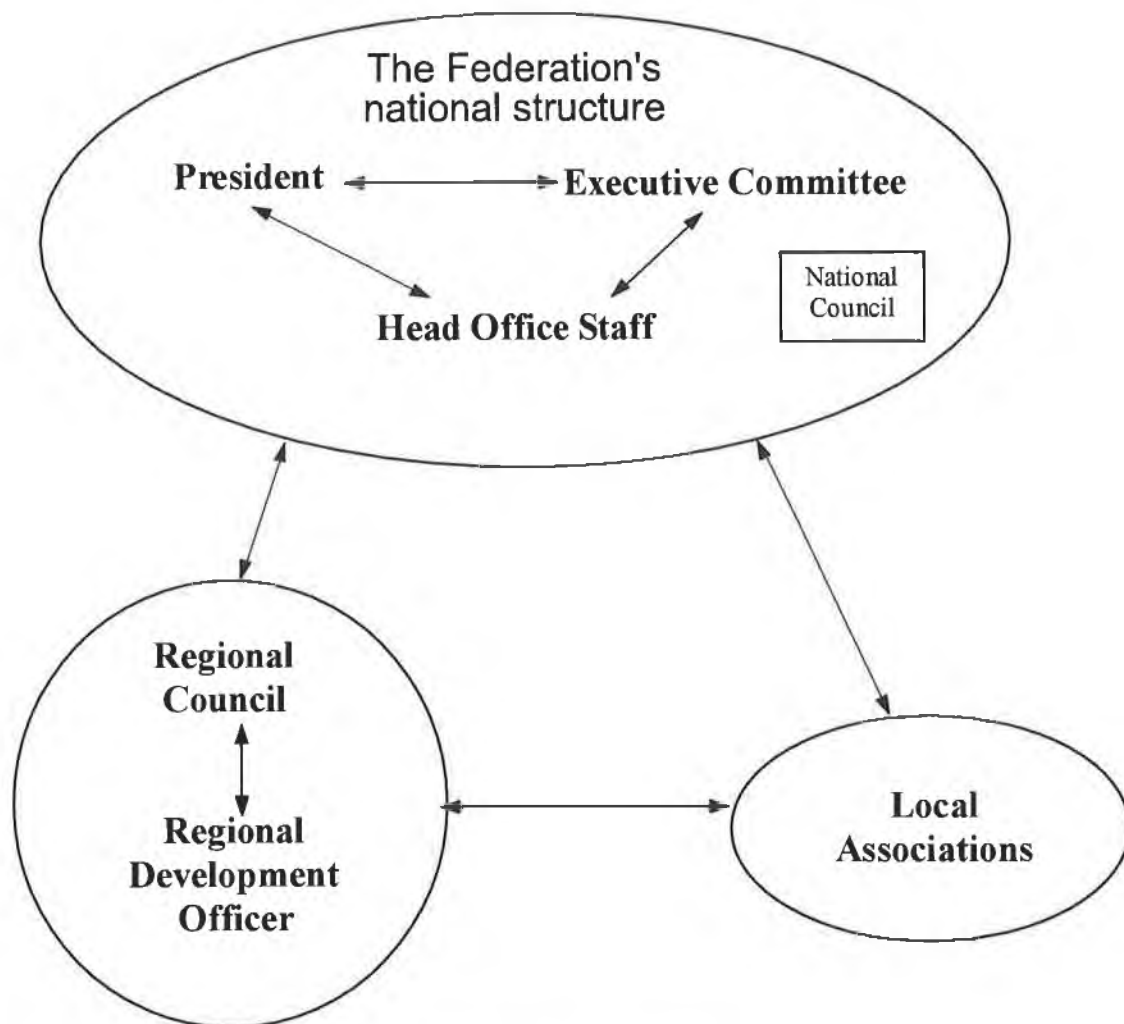 The Federation's
national structure
President
Executive Committee
National
Council
Head Office Staff
Regional
Council
Regional
Development
Officer
Local
Associations